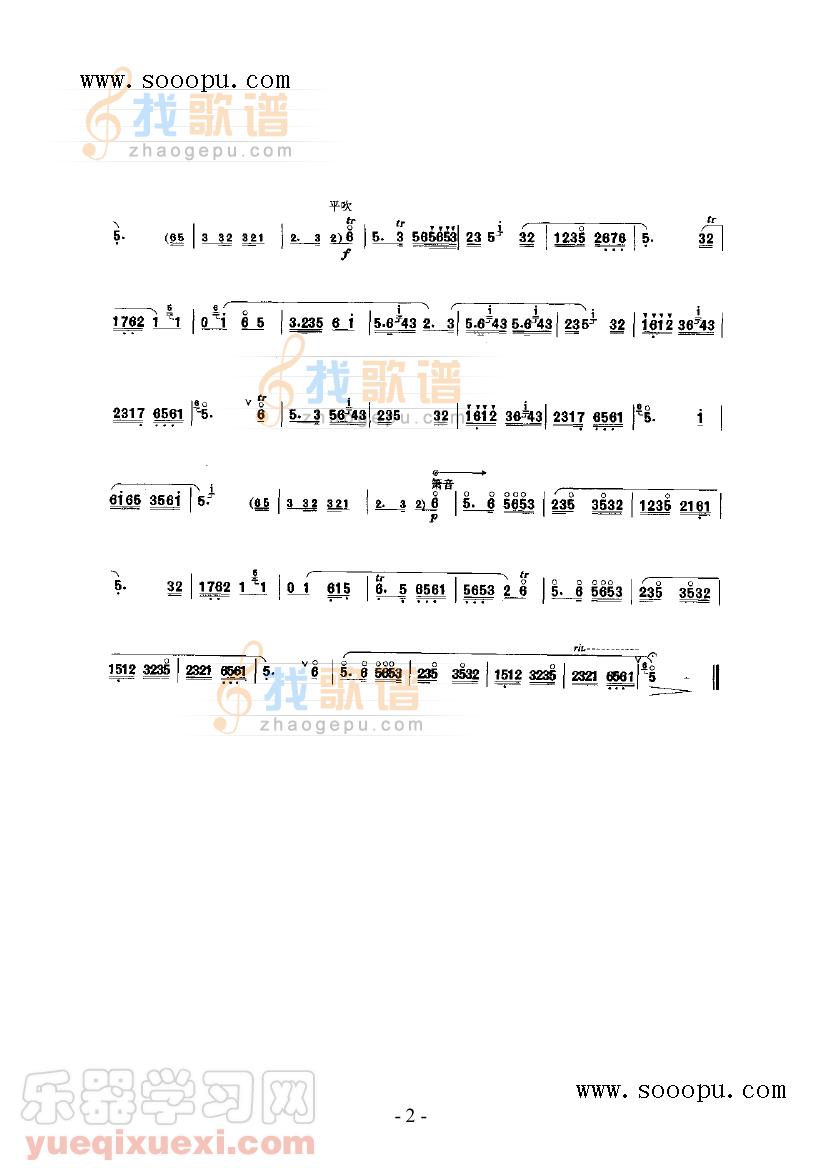 www.sooopu.com
找歌谱
zhaogepu.com
平吹
tr tr i tr
5. (65 | 3 32 321 | 2. 3 2) 6 | 5. 3 565653 | 23 5 32 | 1235 2676 | 5. 32 |
f
1762 1 1 | 0 1 6 5 | 3.235 6 i | 5.6 43 2. 3 | 5.6 43 5.6 43 | 235 32 | 1612 36 43 |
2317 6561 | 5. 6 | 5. 3 56 43 | 235 32 | 1612 36 43 | 2317 6561 | 5. i |
箫音
6i65 356i | 5. (65 | 3 32 321 | 2. 3 2) 6 | 5. 6 5653 | 235 3532 | 1235 2161 |
p
5. 32 | 1762 1 1 | 0 1 615 | 6. 5 6561 | 5653 2 6 | 5. 6 5653 | 235 3532 |
rit.
1512 3235 | 2321 6561 | 5. 6 | 5. 6 5653 | 235 3532 | 1512 3235 | 2321 6561 | 5 - ||
找歌谱
zhaogepu.com
乐器学习网
yueqixuexi.com
- 2 -
www.sooopu.com